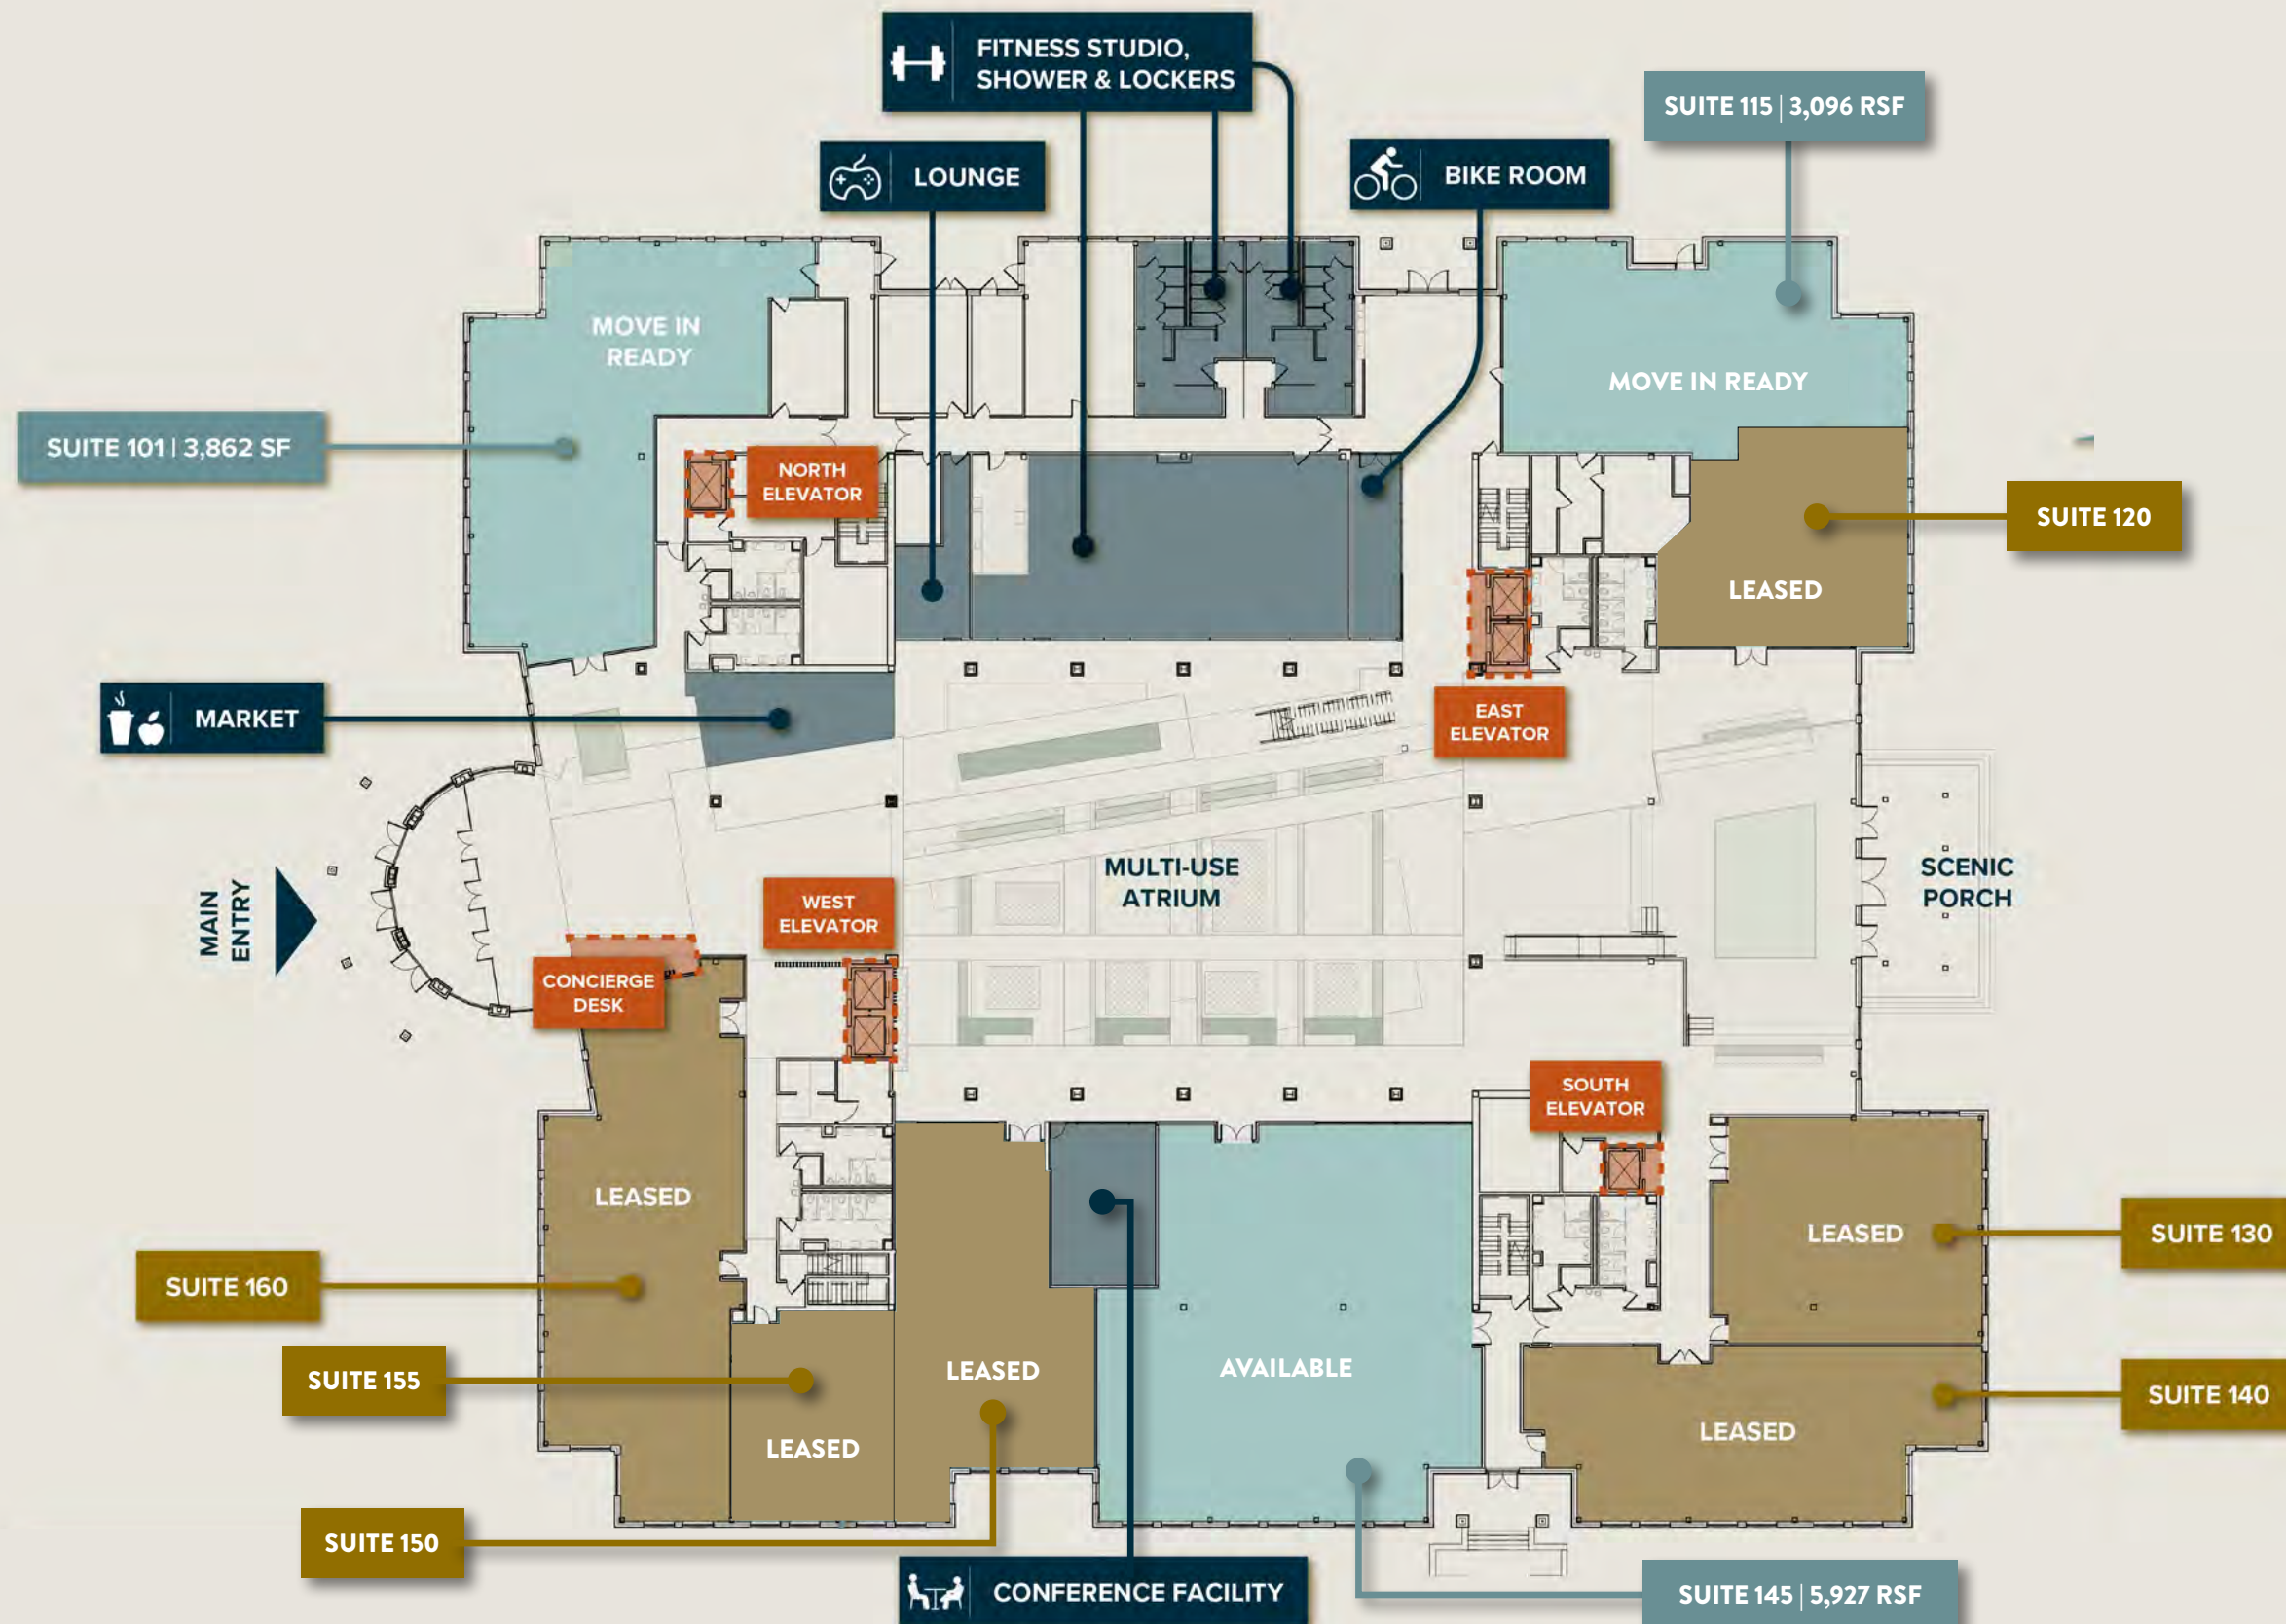 FITNESS STUDIO,
SHOWER & LOCKERS
SUITE 115 | 3,096 RSF
LOUNGE
BIKE ROOM
MOVE IN
READY
MOVE IN READY
SUITE 101 | 3,862 SF
NORTH
ELEVATOR
SUITE 120
LEASED
MARKET
EAST
ELEVATOR
MULTI-USE
ATRIUM
SCENIC
PORCH
MAIN
ENTRY
WEST
ELEVATOR
CONCIERGE
DESK
SOUTH
ELEVATOR
LEASED
LEASED
SUITE 130
SUITE 160
SUITE 155
LEASED
AVAILABLE
SUITE 140
LEASED
LEASED
SUITE 150
CONFERENCE FACILITY
SUITE 145 | 5,927 RSF